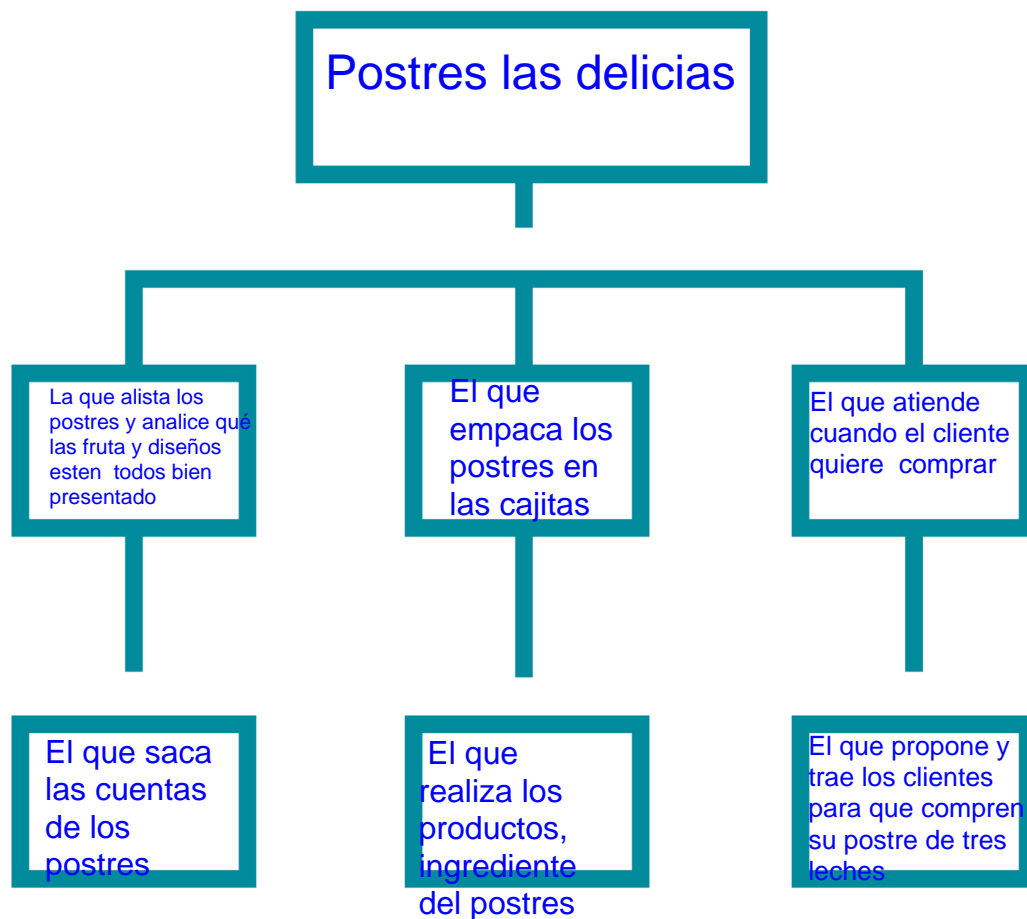 Postres las delicias
La que alista los
postres y analice qué
las fruta y diseños
esten todos bien
presentado
El que
empaca los
postres en
las cajitas
El que atiende
cuando el cliente
quiere comprar
El que saca
las cuentas
de los
postres
El que
realiza los
productos,
ingrediente
del postres
El que propone y
trae los clientes
para que compren
su postre de tres
leches